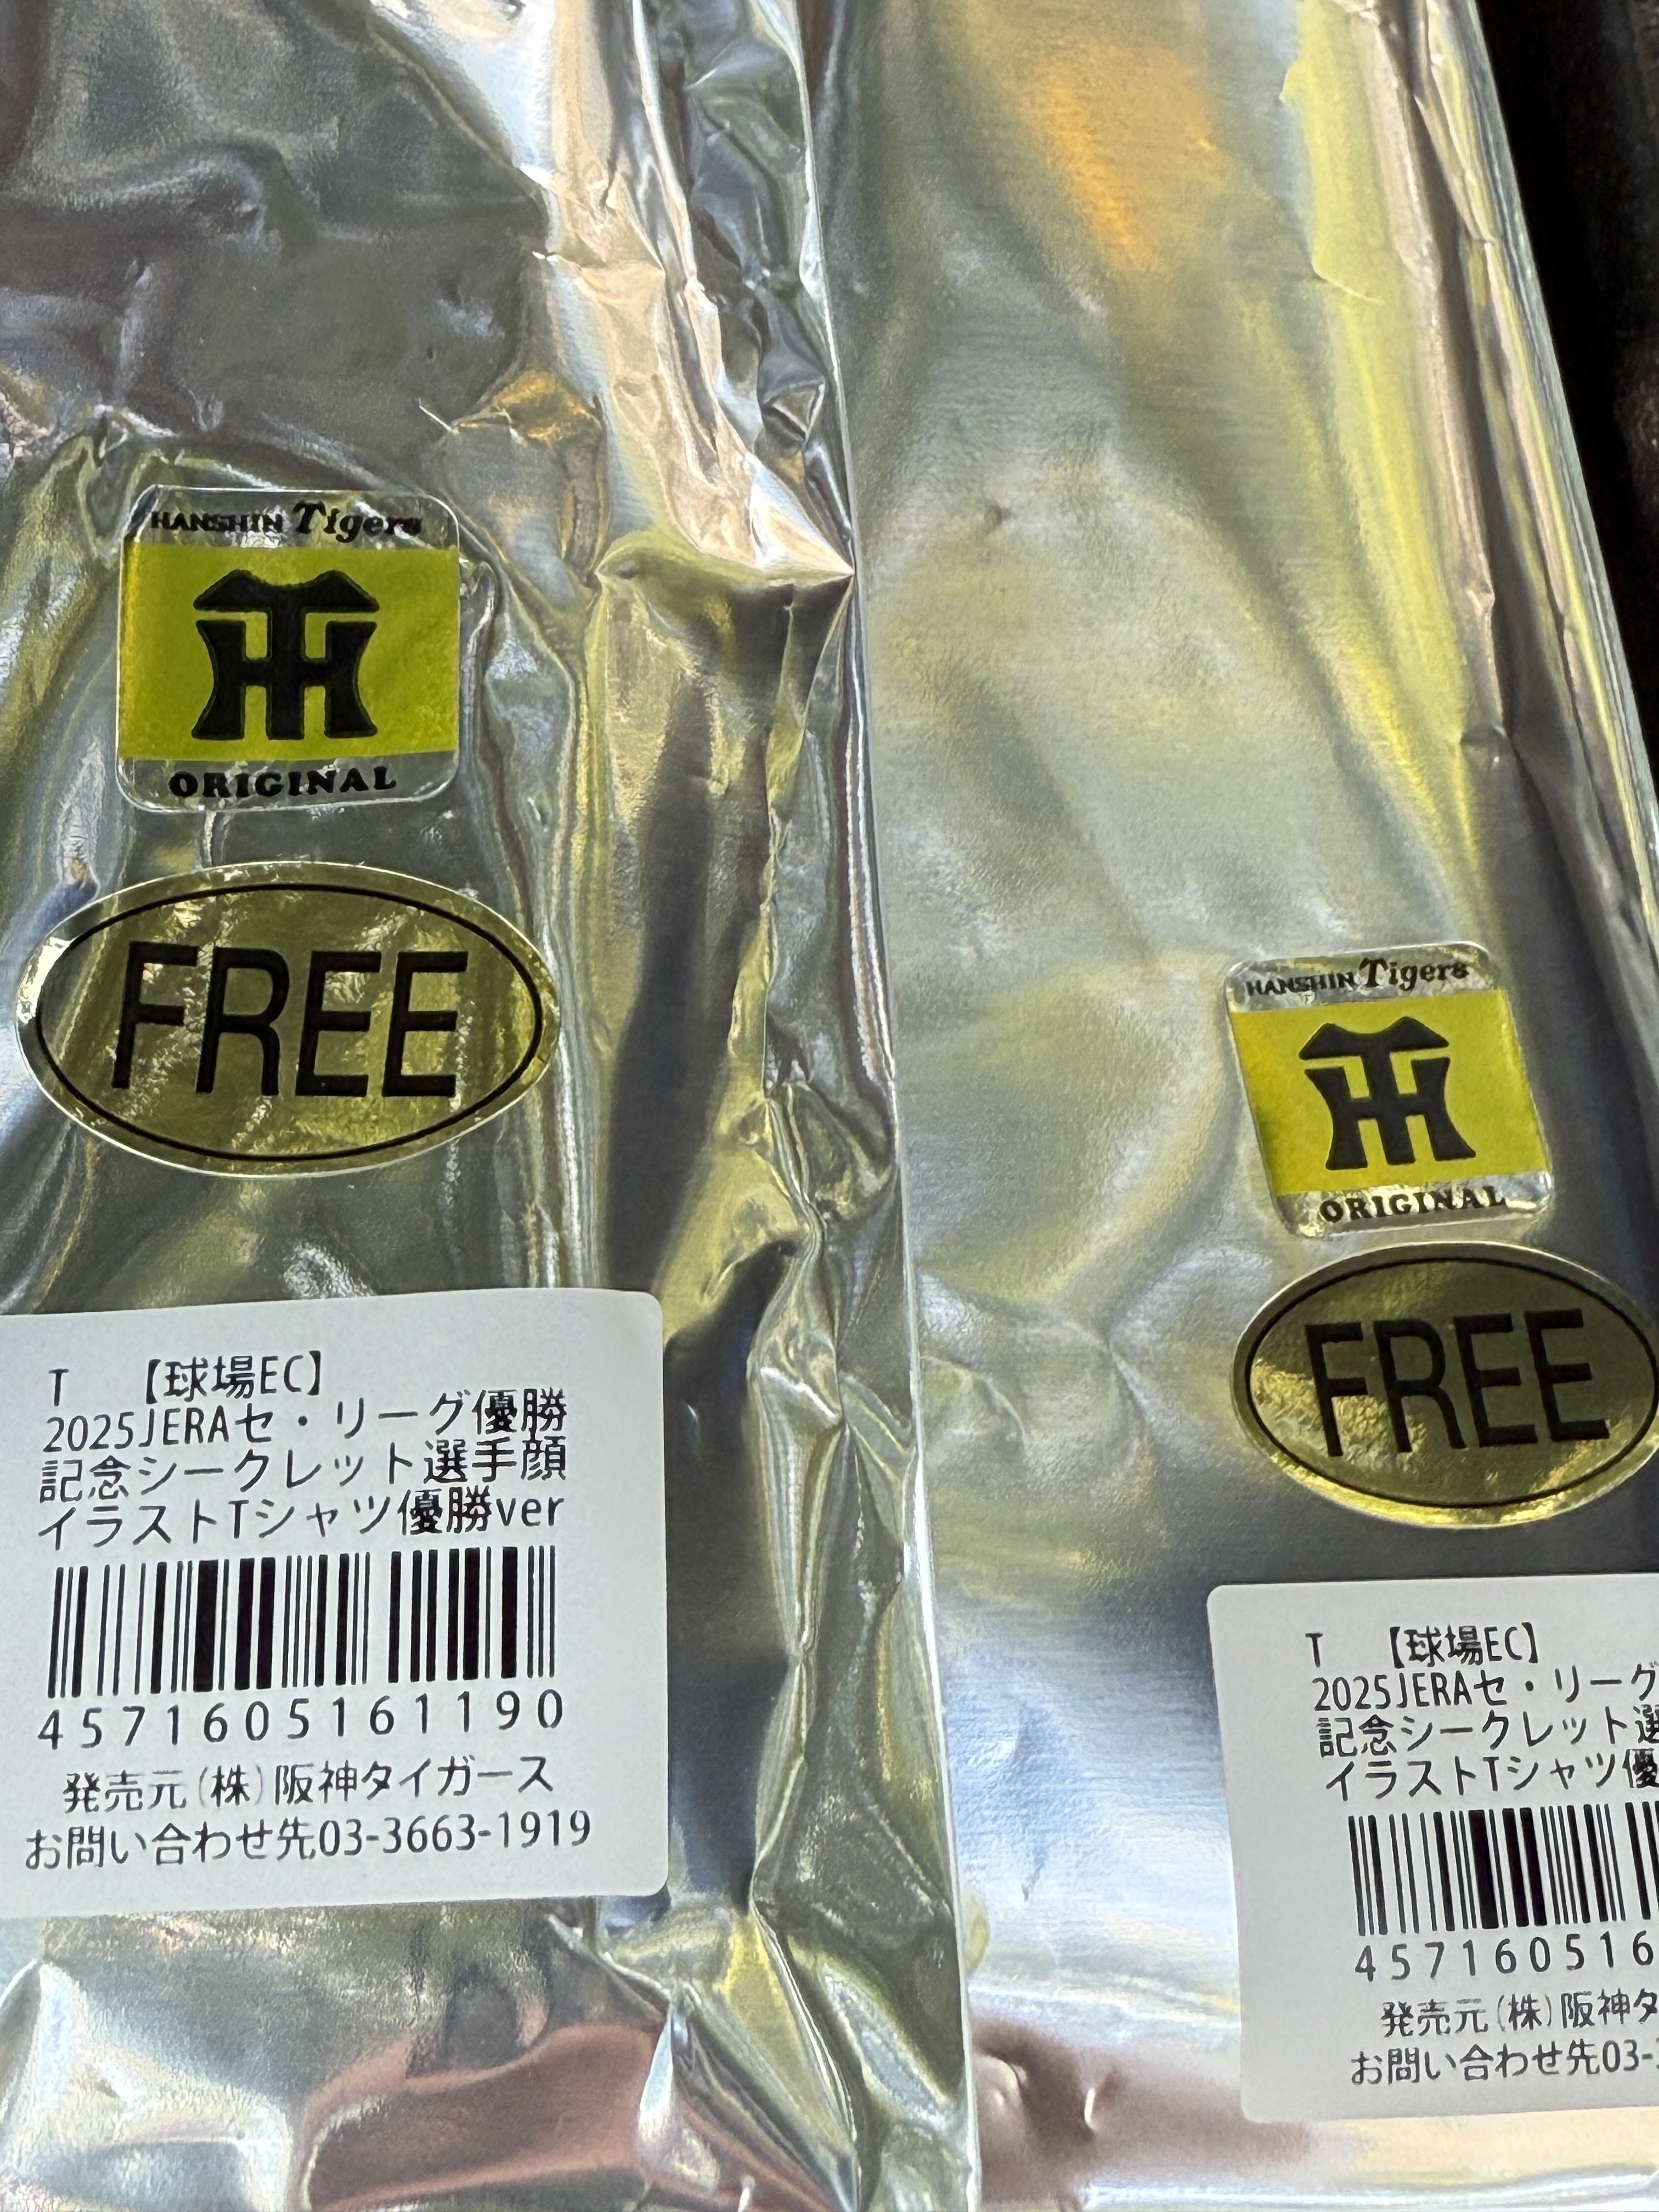 HANSHIN Tigers
ORIGINAL
FREE
T 【球場EC】
2025JERAセ・リーグ優勝
記念シークレット選手顔
イラストTシャツ優勝ver
4571605161190
発売元(株)阪神タイガース
お問い合わせ先03-3663-1919
HANSHIN Tigers
ORIGINAL
FREE
T 【球場EC】
2025JERAセ・リーグ
記念シークレット選
イラストTシャツ優
457160516
発売元(株)阪神タ
お問い合わせ先03-